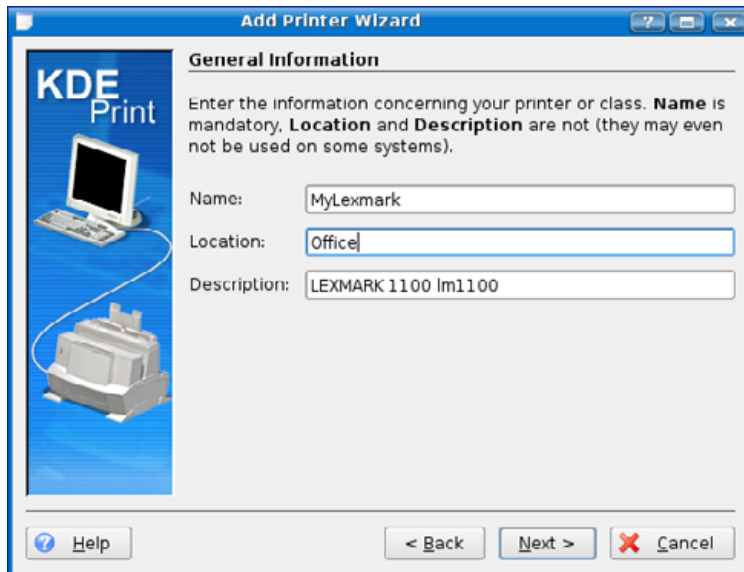 Add Printer Wizard
?
KDE
Print
General Information
Enter the information concerning your printer or class. Name is
mandatory, Location and Description are not (they may even
not be used on some systems).
Name: MyLexmark
Location: Office
Description: LEXMARK 1100 lm1100
? Help
< Back
Next >
Cancel